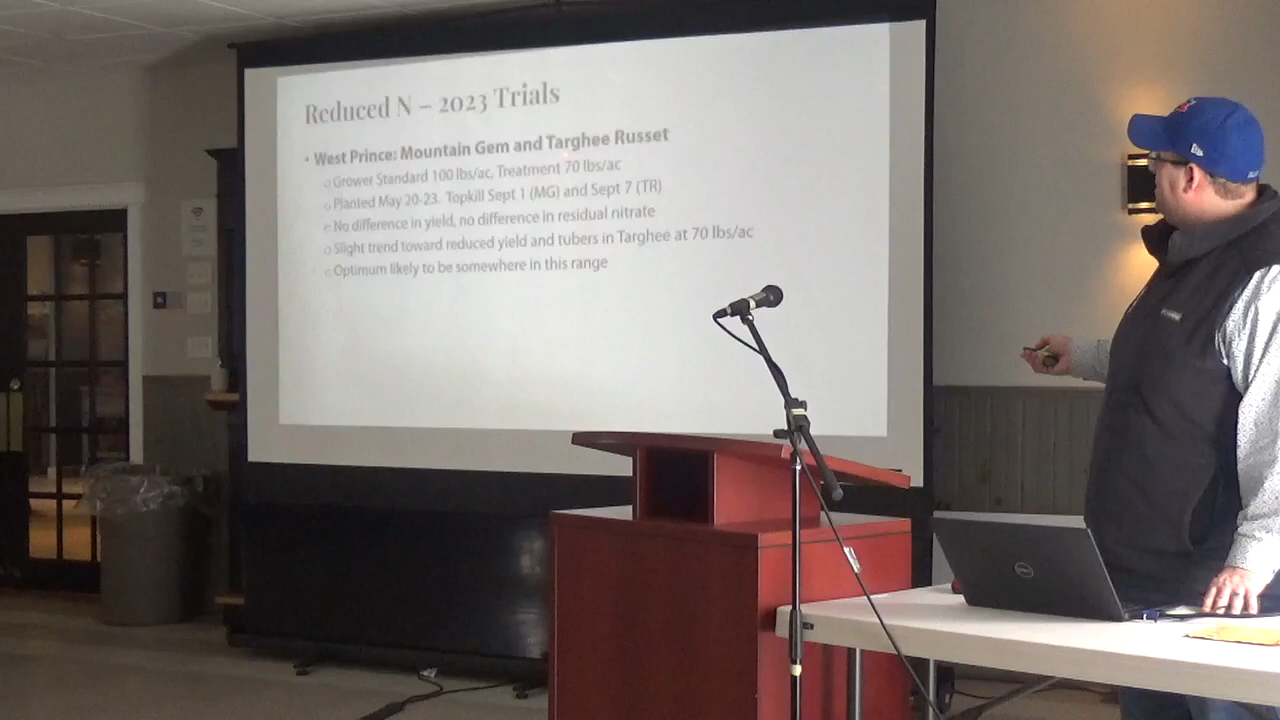 Reduced N – 2023 Trials
• West Prince: Mountain Gem and Targhee Russet
o Grower Standard 100 lbs/ac, Treatment 70 lbs/ac
o Planted May 20-23. Topkill Sept 1 (MG) and Sept 7 (TR)
o No difference in yield, no difference in residual nitrate
o Slight trend toward reduced yield and tubers in Targhee at 70 lbs/ac
o Optimum likely to be somewhere in this range
DELL